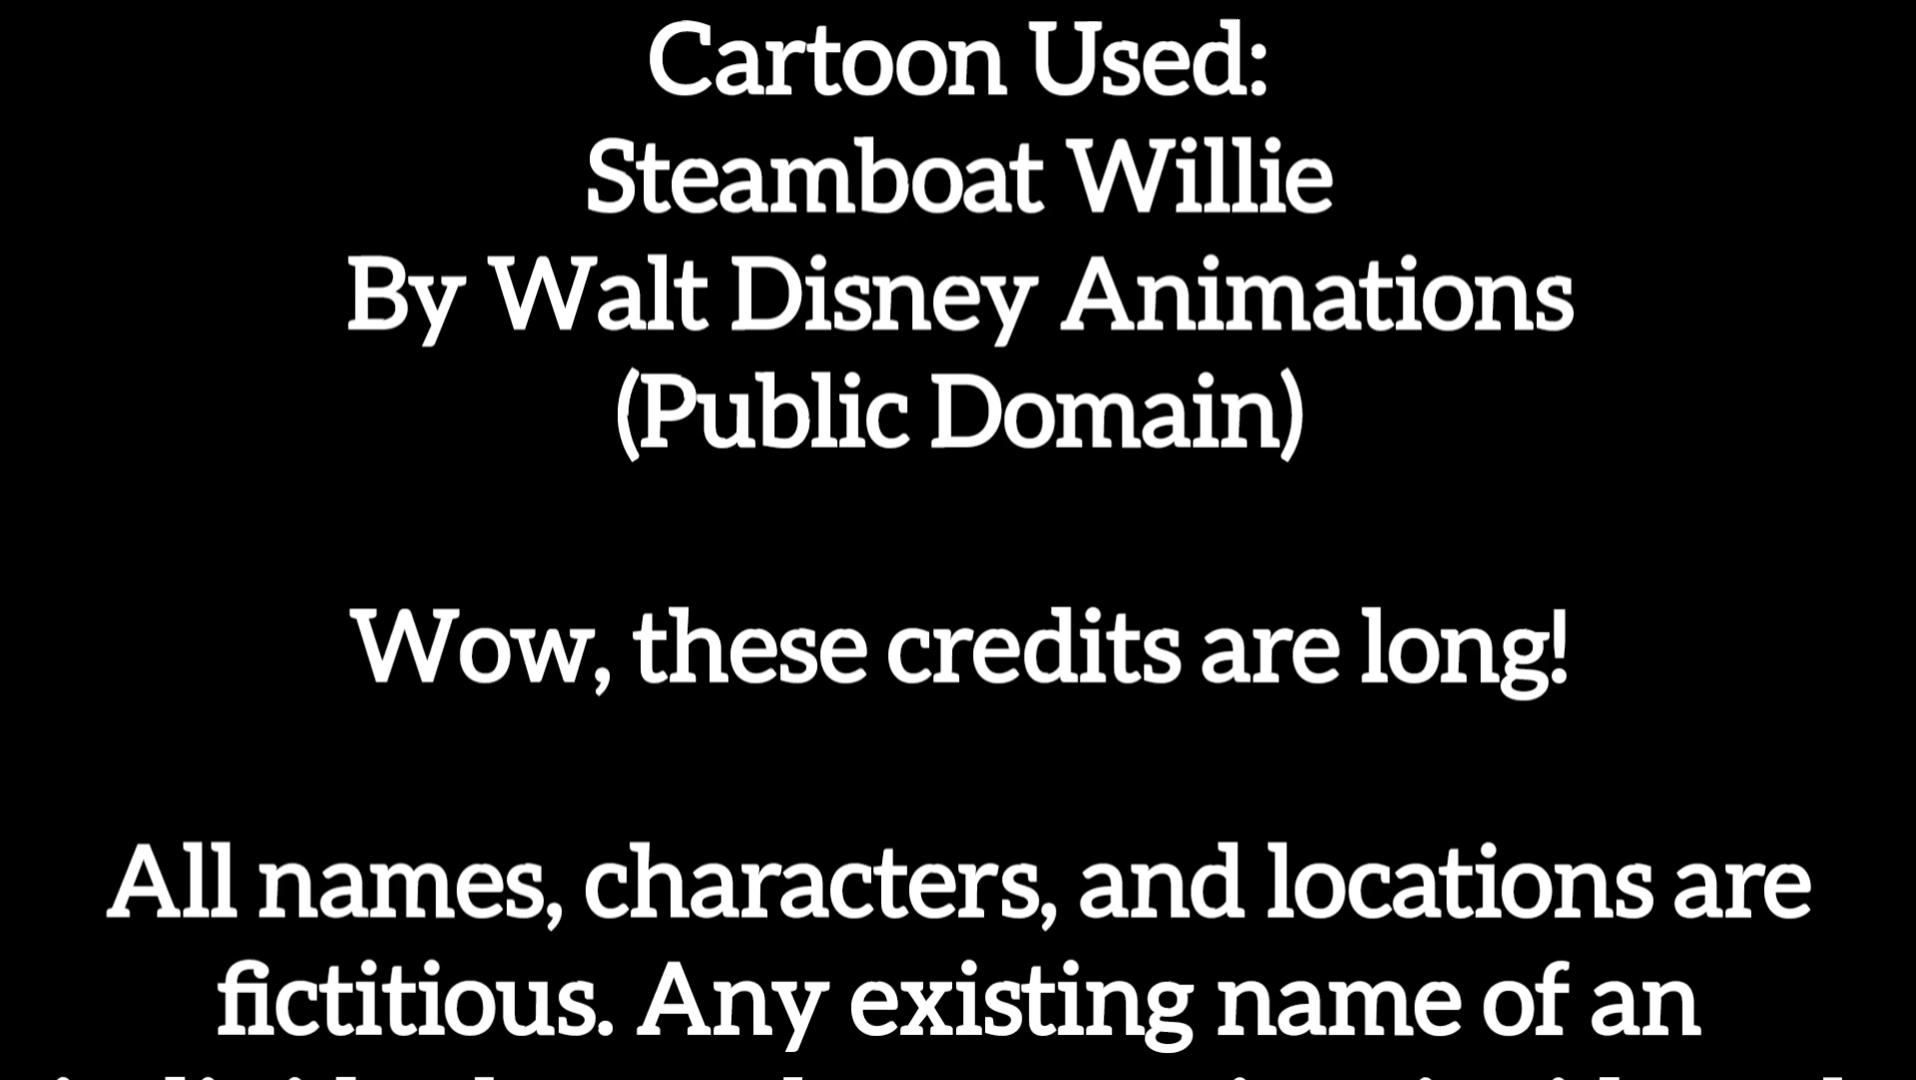 Cartoon Used:
Steamboat Willie
By Walt Disney Animations
(Public Domain)
Wow, these credits are long!
All names, characters, and locations are
fictitious. Any existing name of an